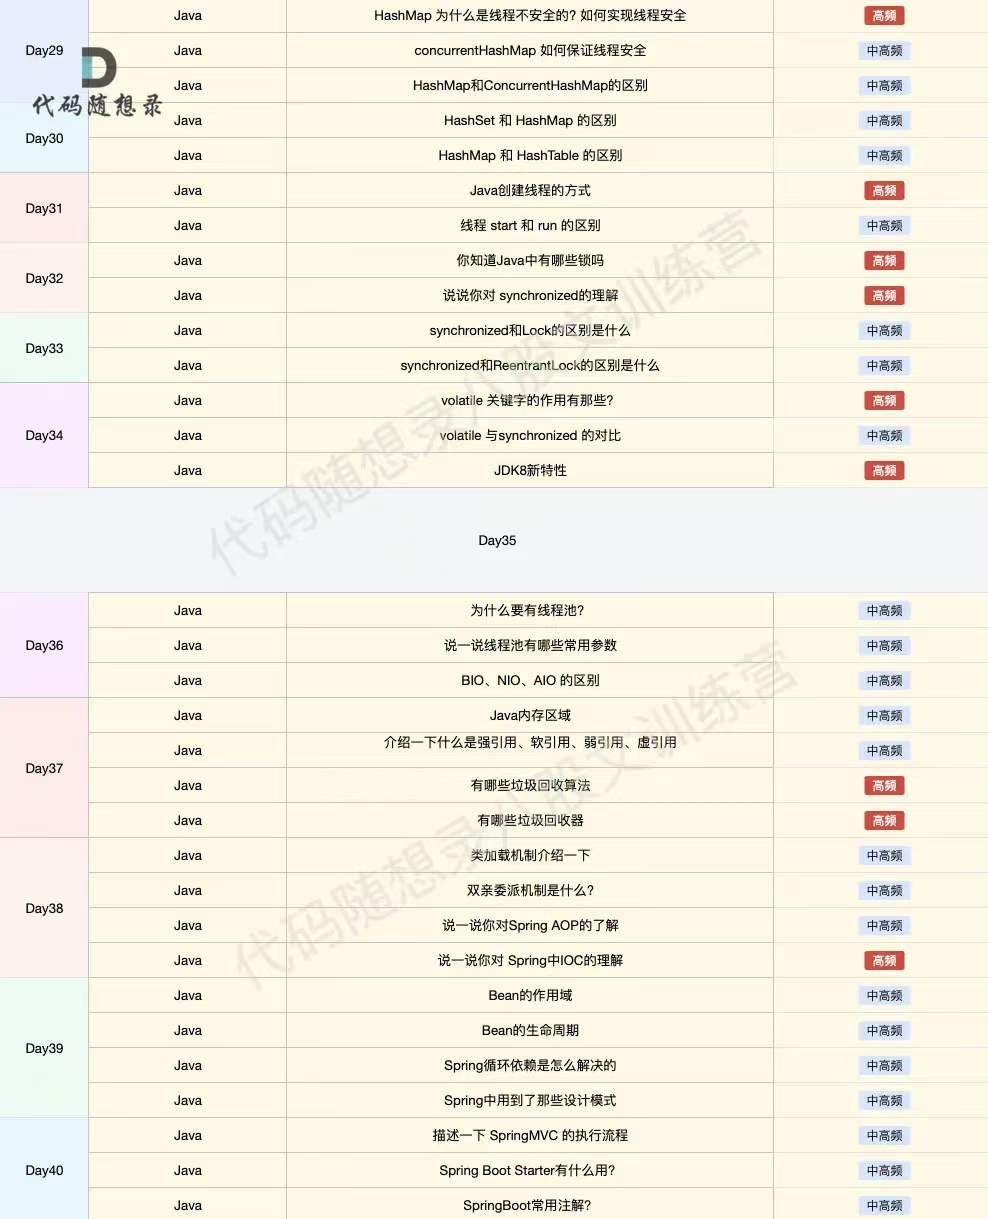 Java HashMap 为什么是线程不安全的? 如何实现线程安全 高频
Day29 Java concurrentHashMap 如何保证线程安全 中高频
Java HashMap和ConcurrentHashMap的区别 中高频
代码随想录
Java HashSet 和 HashMap 的区别 中高频
Day30
Java HashMap 和 HashTable 的区别 中高频
Java Java创建线程的方式 高频
Day31
Java 线程 start 和 run 的区别 中高频
Java 你知道Java中有哪些锁吗 高频
Day32
Java 说说你对 synchronized的理解 高频
Java synchronized和Lock的区别是什么 中高频
Day33
Java synchronized和ReentrantLock的区别是什么 中高频
Java volatile 关键字的作用有那些? 高频
Day34 Java volatile 与synchronized 的对比 中高频
Java JDK8新特性 高频
代码随想录八股文训练营
Day35
Java 为什么要有线程池? 中高频
Day36 Java 说一说线程池有哪些常用参数 中高频
Java BIO、NIO、AIO 的区别 中高频
Java Java内存区域 中高频
Java 介绍一下什么是强引用、软引用、弱引用、虚引用 中高频
Day37
Java 有哪些垃圾回收算法 高频
Java 有哪些垃圾回收器 高频
代码随想录八股文训练营
Java 类加载机制介绍一下 中高频
Java 双亲委派机制是什么? 中高频
Day38
Java 说一说你对Spring AOP的了解 中高频
Java 说一说你对 Spring中IOC的理解 高频
Java Bean的作用域 中高频
Java Bean的生命周期 中高频
Day39
Java Spring循环依赖是怎么解决的 中高频
Java Spring中用到了那些设计模式 中高频
Java 描述一下 SpringMVC 的执行流程 中高频
Day40 Java Spring Boot Starter有什么用? 中高频
Java SpringBoot常用注解? 中高频